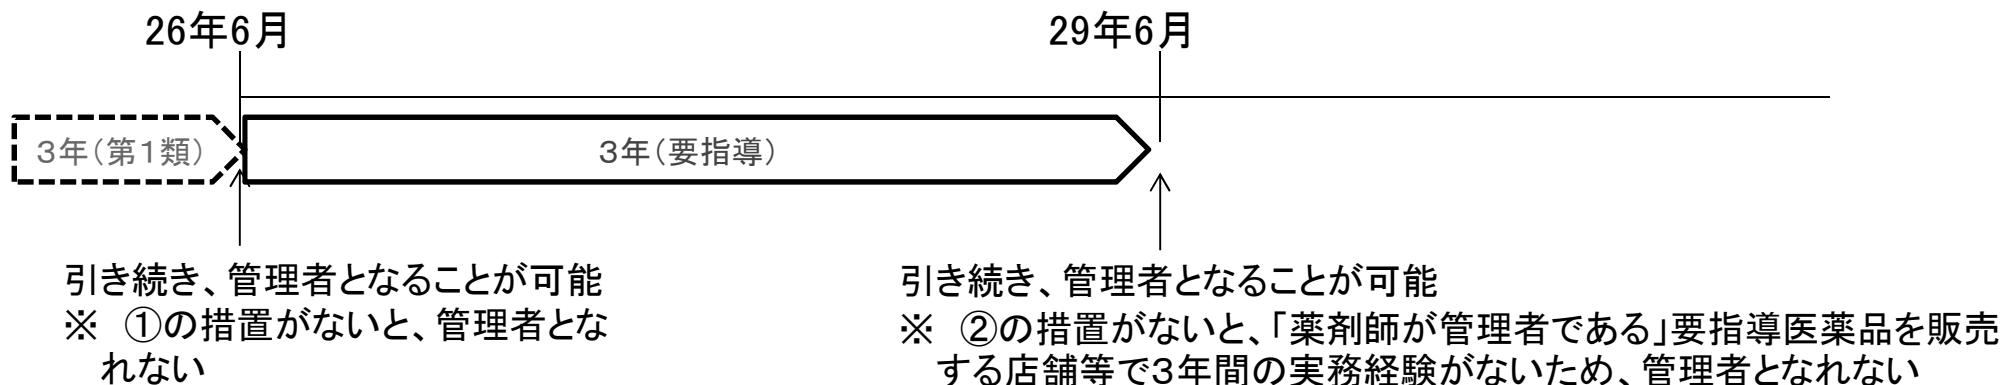 26年6月
29年6月
3年(第1類)
3年(要指導)
引き続き、管理者となることが可能
※ ①の措置がないと、管理者とな
れない
引き続き、管理者となることが可能
※ ②の措置がないと、「薬剤師が管理者である」要指導医薬品を販売
する店舗等で3年間の実務経験がないため、管理者となれない